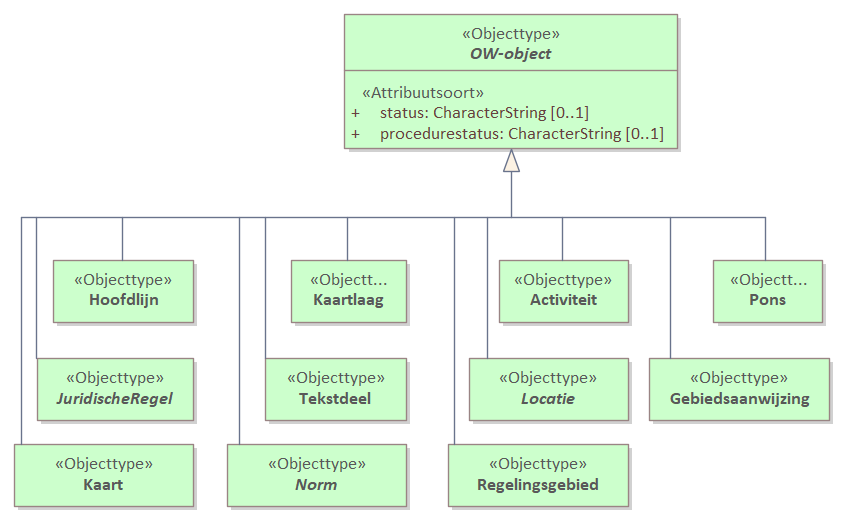 «Objecttype»
OW-object
«Attribuutsoort»
+ status: CharacterString [0..1]
+ procedurestatus: CharacterString [0..1]
«Objecttype»
Hoofdlijn
«Objectt...
Kaartlaag
«Objecttype»
Activiteit
«Objectt...
Pons
«Objecttype»
JuridischeRegel
«Objecttype»
Tekstdeel
«Objecttype»
Locatie
«Objecttype»
Gebiedsaanwijzing
«Objecttype»
Kaart
«Objecttype»
Norm
«Objecttype»
Regelingsgebied